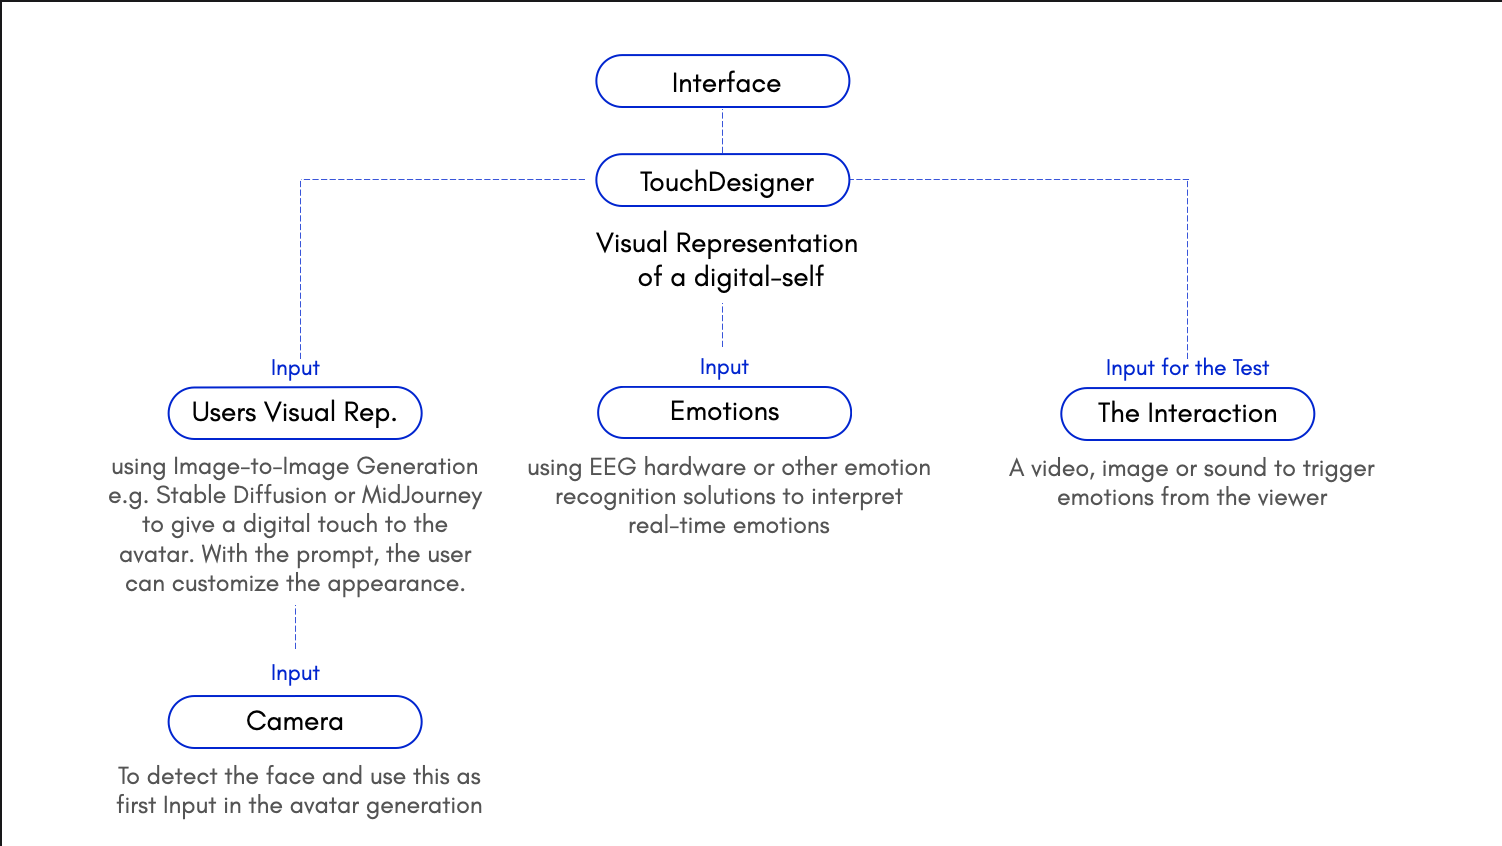 Interface
TouchDesigner
Visual Representation
of a digital-self
Input
Users Visual Rep.
using Image-to-Image Generation
e.g. Stable Diffusion or MidJourney
to give a digital touch to the
avatar. With the prompt, the user
can customize the appearance.
Input
Camera
To detect the face and use this as
first Input in the avatar generation
Input
Emotions
using EEG hardware or other emotion
recognition solutions to interpret
real-time emotions
Input for the Test
The Interaction
A video, image or sound to trigger
emotions from the viewer